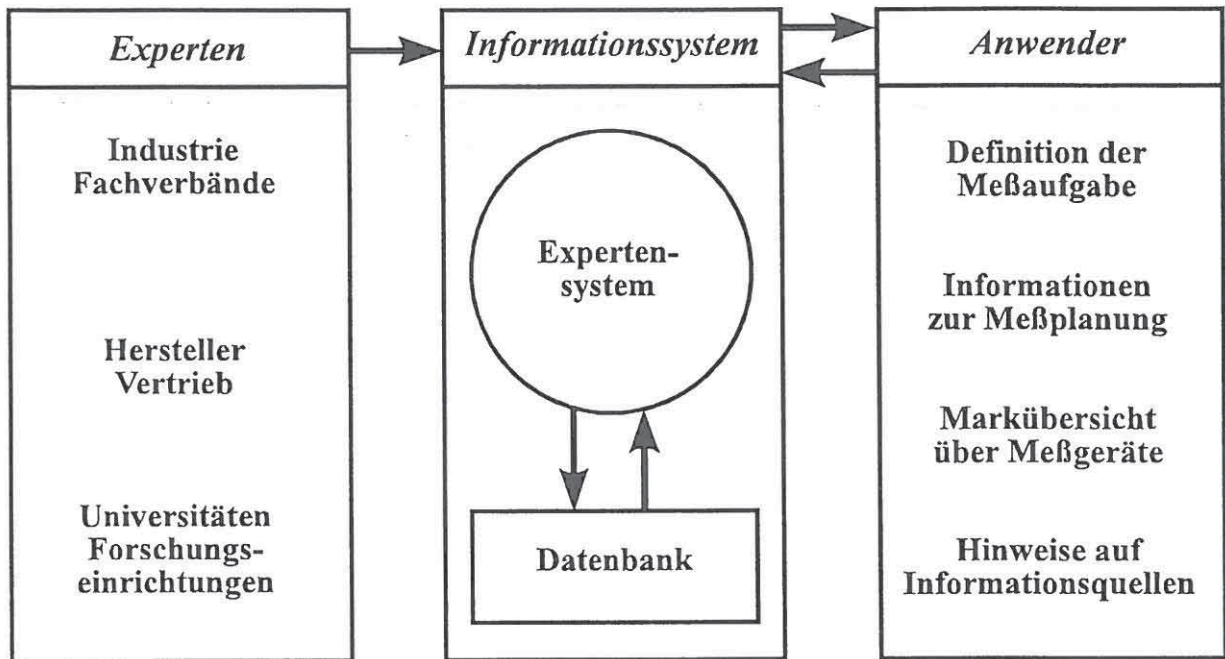 Experten
Industrie
Fachverbände
Hersteller
Vertrieb
Universitäten
Forschungs-
einrichtungen
Informationssystem
Experten-
system
Datenbank
Anwender
Definition der
Meßaufgabe
Informationen
zur Meßplanung
Markübersicht
über Meßgeräte
Hinweise auf
Informationsquellen